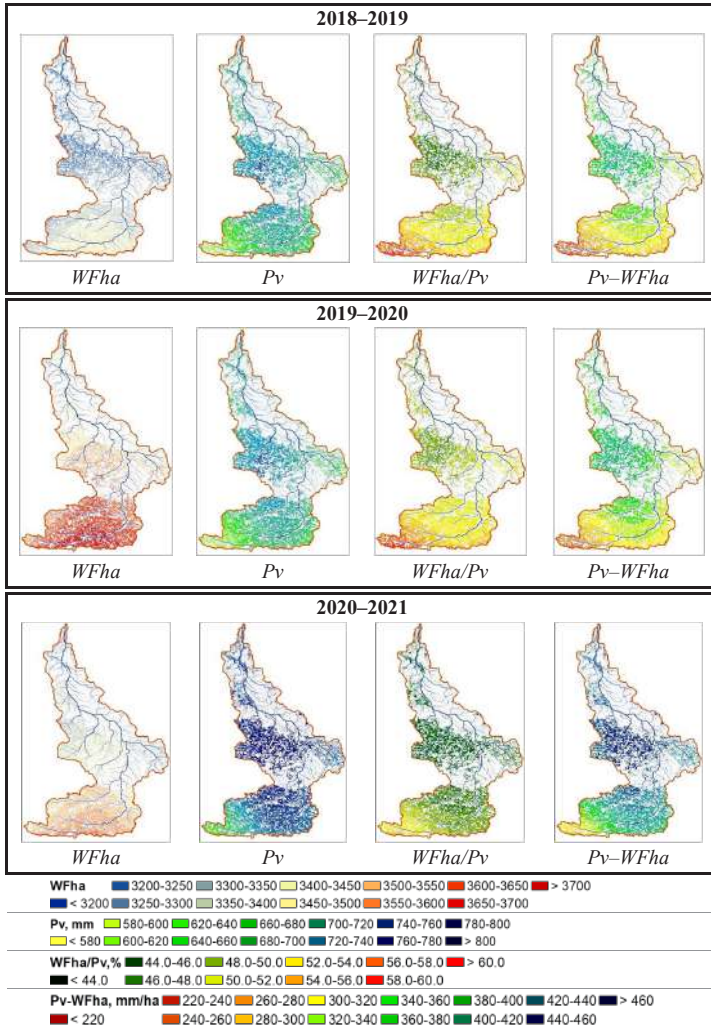 2018–2019
WFha Pv WFha/Pv Pv–WFha
2019–2020
WFha Pv WFha/Pv Pv–WFha
2020–2021
WFha Pv WFha/Pv Pv–WFha
WFha 3200-3250 3300-3350 3400-3450 3500-3550 3600-3650 > 3700
< 3200 3250-3300 3350-3400 3450-3500 3550-3600 3650-3700
Pv, mm 580-600 620-640 660-680 700-720 740-760 780-800
< 580 600-620 640-660 680-700 720-740 760-780 > 800
WFha/Pv,% 44.0-46.0 48.0-50.0 52.0-54.0 56.0-58.0 > 60.0
< 44.0 46.0-48.0 50.0-52.0 54.0-56.0 58.0-60.0
Pv-WFha, mm/ha 220-240 260-280 300-320 340-360 380-400 420-440 > 460
< 220 240-260 280-300 320-340 360-380 400-420 440-460